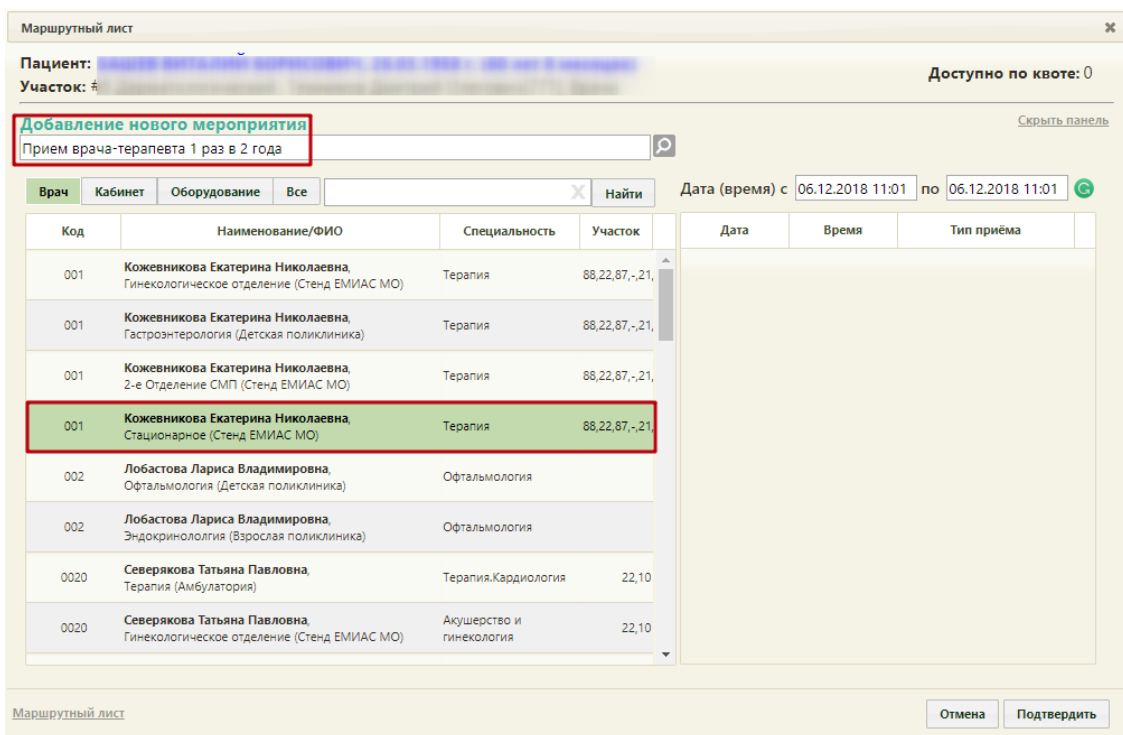 Маршрутный лист
Пациент:
Участок: #
Доступно по квоте: 0
Добавление нового мероприятия
Скрыть панель
Прием врача-терапевта 1 раз в 2 года
Врач Кабинет Оборудование Все Найти Дата (время) с 06.12.2018 11:01 по 06.12.2018 11:01
Код Наименование/ФИО Специальность Участок Дата Время Тип приёма
001 Кожевникова Екатерина Николаевна, Терапия 88,22,87,-,21,
Гинекологическое отделение (Стенд ЕМИАС МО)
001 Кожевникова Екатерина Николаевна, Терапия 88,22,87,-,21,
Гастроэнтерология (Детская поликлиника)
001 Кожевникова Екатерина Николаевна, Терапия 88,22,87,-,21,
2-е Отделение СМП (Стенд ЕМИАС МО)
001 Кожевникова Екатерина Николаевна, Терапия 88,22,87,-,21,
Стационарное (Стенд ЕМИАС МО)
002 Лобастова Лариса Владимировна, Офтальмология
Офтальмология (Детская поликлиника)
002 Лобастова Лариса Владимировна, Офтальмология
Эндокринололгия (Взрослая поликлиника)
0020 Северякова Татьяна Павловна, Терапия.Кардиология 22,10
Терапия (Амбулатория)
0020 Северякова Татьяна Павловна, Акушерство и гинекология 22,10
Гинекологическое отделение (Стенд ЕМИАС МО)
Маршрутный лист
Отмена Подтвердить